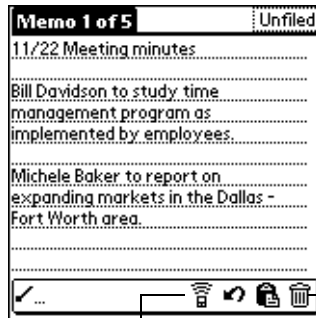 Memo 1 of 5 Unfiled
11/22 Meeting minutes
Bill Davidson to study time
management program as
implemented by employees.
Michele Baker to report on
expanding markets in the Dallas -
Fort Worth area.
...